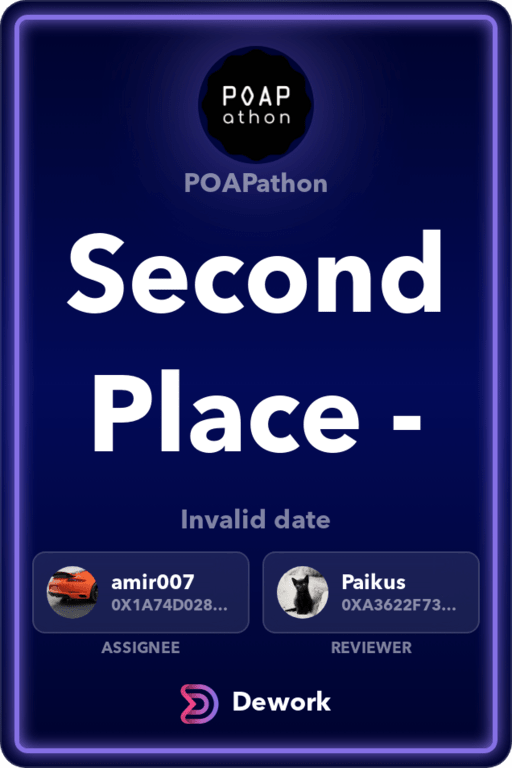 POAP
athon
POAPathon
Second
Place -
Invalid date
amir007
0X1A74D028...
Paikus
0XA3622F73...
ASSIGNEE
REVIEWER
Dework